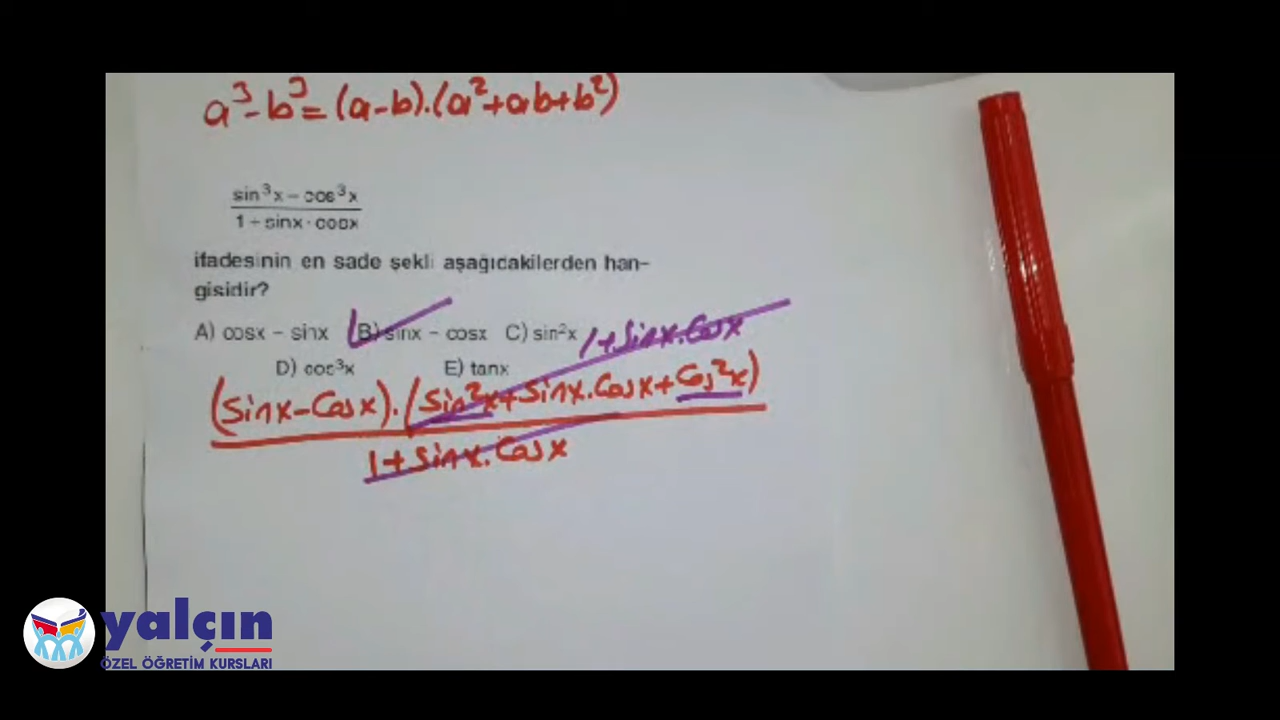 a³-b³=(a-b).(a²+ab+b²)
sin³x - cos³x
1 + sinx · cosx
ifadesinin en sade şekli aşağıdakilerden han-
gisidir?
A) cosx - sinx B) sinx - cosx C) sin²x
1+Sinx.Cosx
D) cos³x E) tanx
(Sinx-Cosx).(Sin²x+Sinx.Cosx+Cos²x)
1+Sinx.Cosx
yalçın
ÖZEL ÖĞRETİM KURSLARI